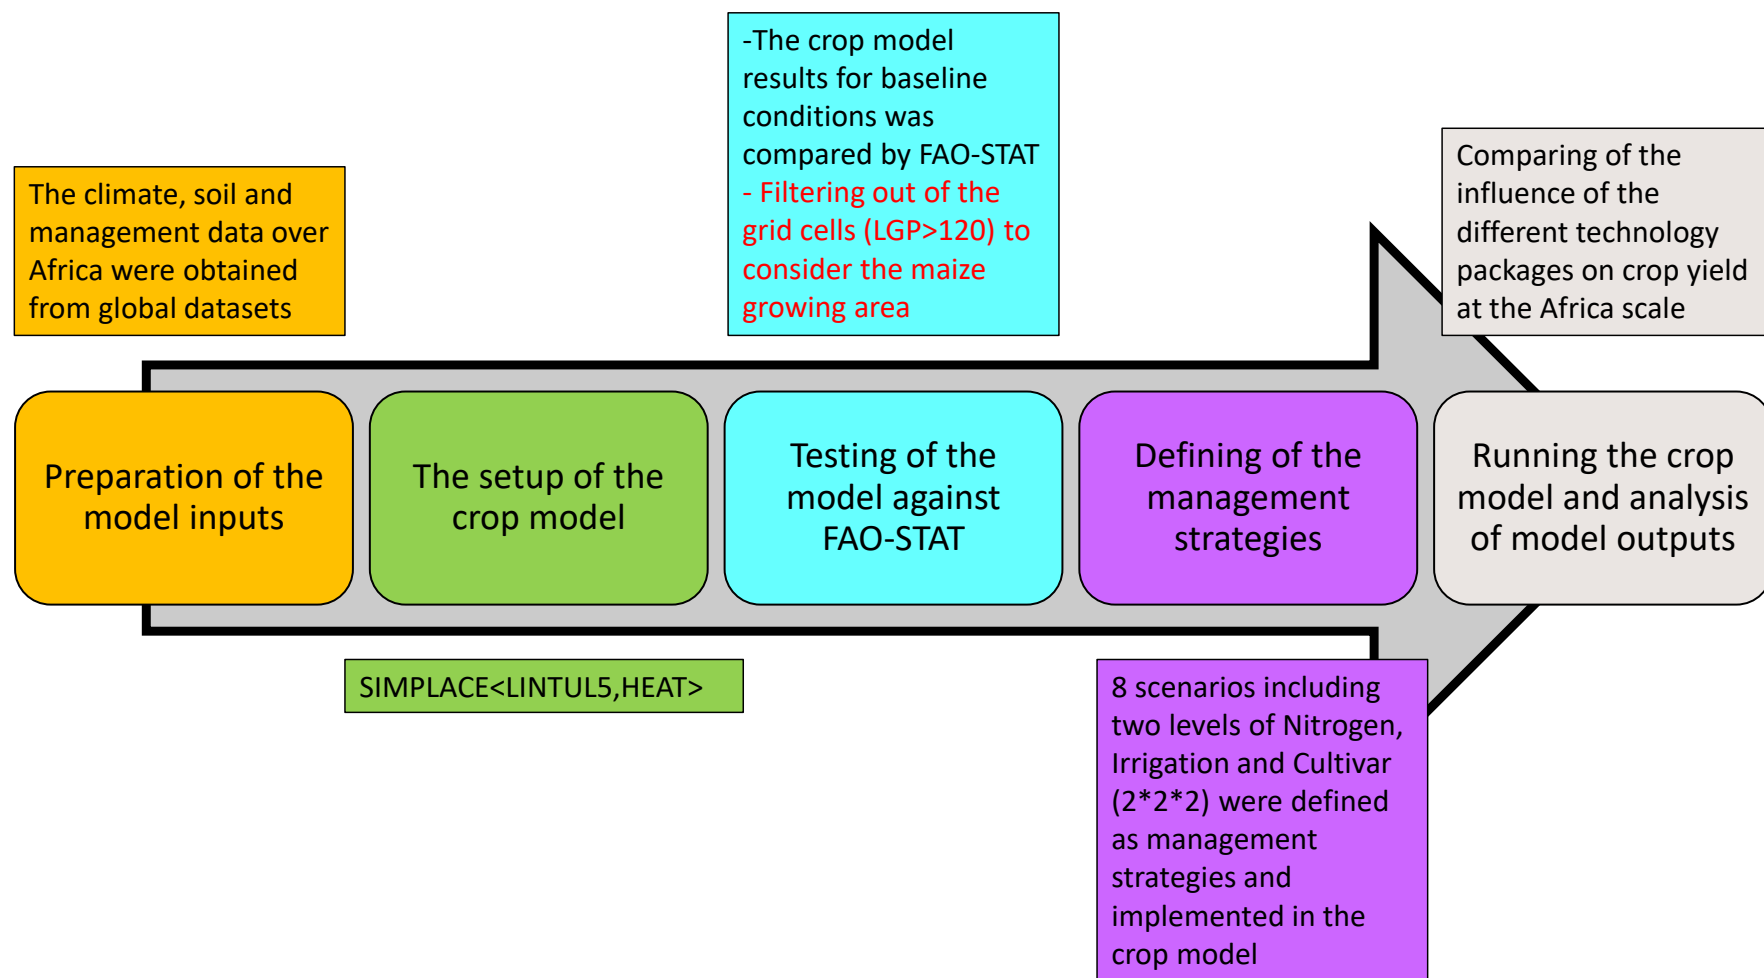 -The crop model
results for baseline
conditions was
compared by FAO-STAT
- Filtering out of the
grid cells (LGP>120) to
consider the maize
growing area
The climate, soil and
management data over
Africa were obtained
from global datasets
Comparing of the
influence of the
different technology
packages on crop yield
at the Africa scale
Preparation of the
model inputs
The setup of the
crop model
Testing of the
model against
FAO-STAT
Defining of the
management
strategies
Running the crop
model and analysis
of model outputs
SIMPLACE<LINTUL5,HEAT>
8 scenarios including
two levels of Nitrogen,
Irrigation and Cultivar
(2*2*2) were defined
as management
strategies and
implemented in the
crop model